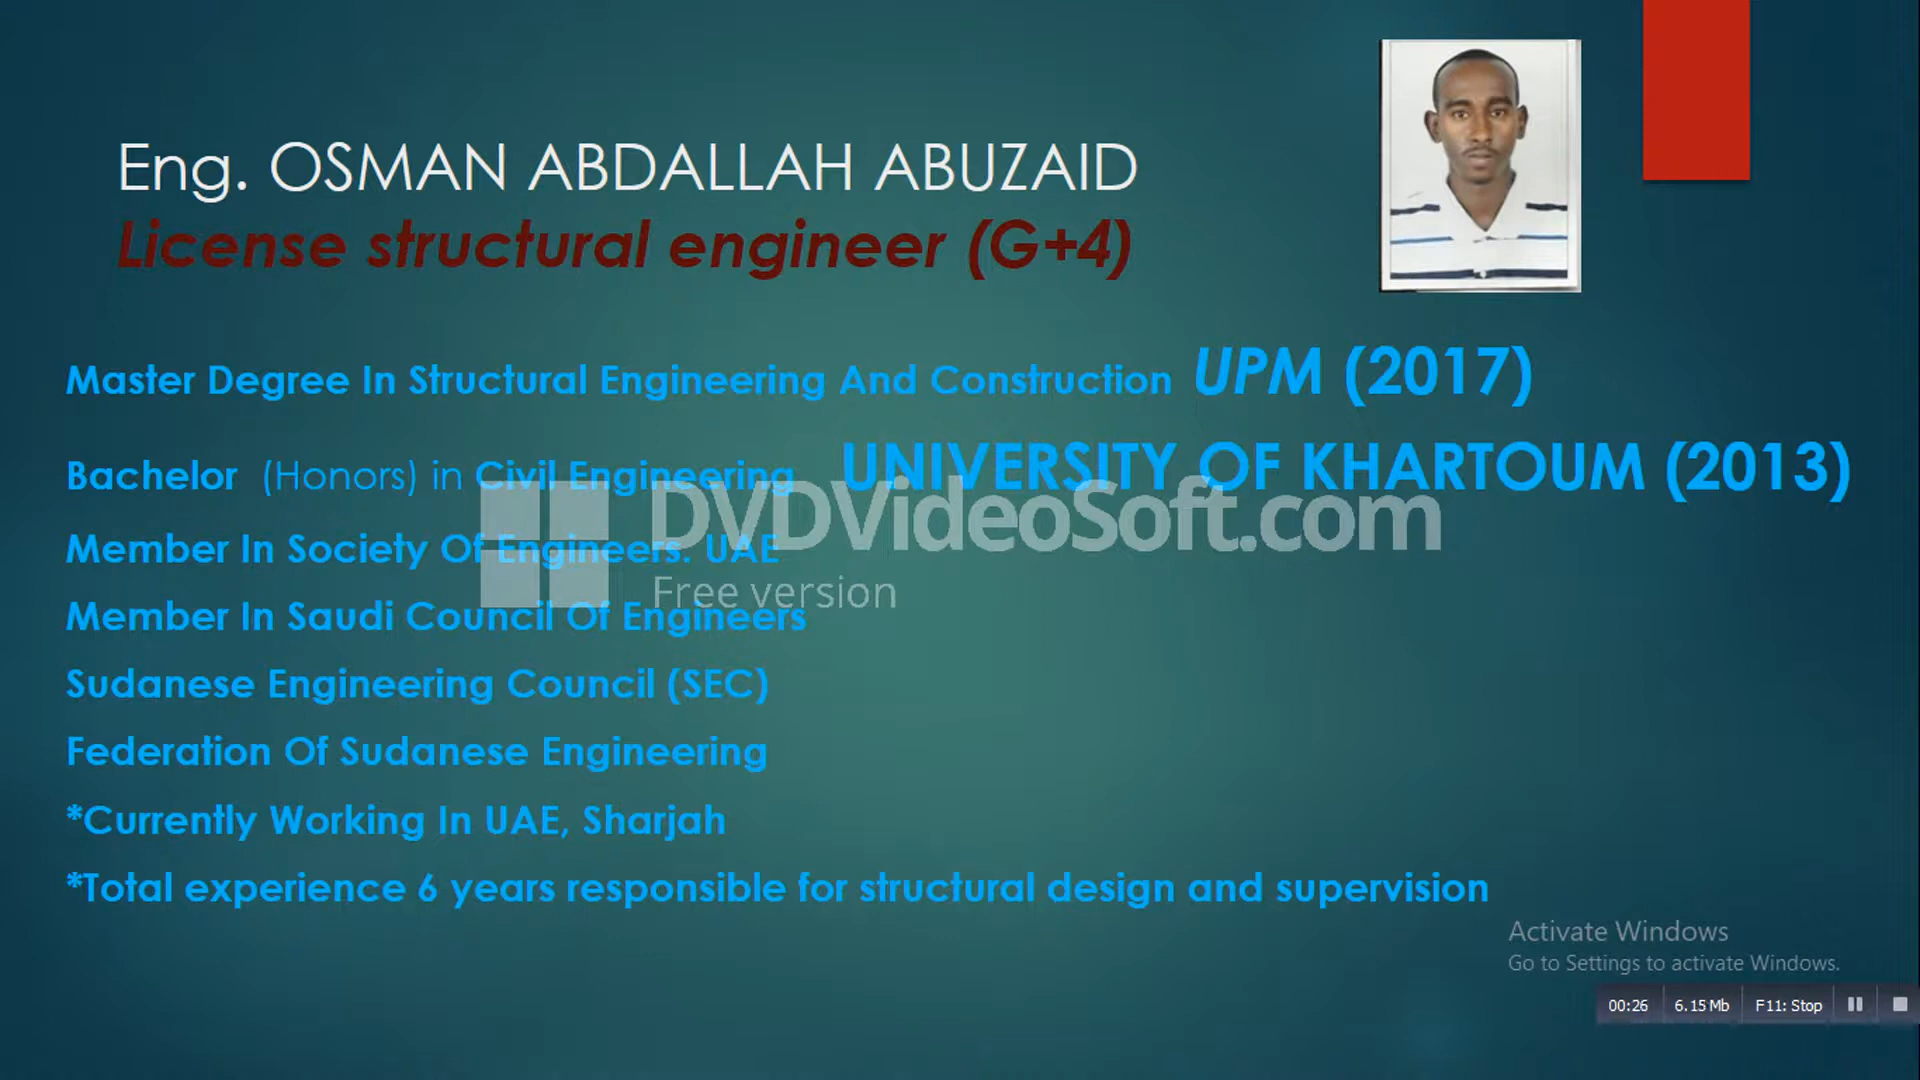 Eng. OSMAN ABDALLAH ABUZAID
License structural engineer (G+4)
Master Degree In Structural Engineering And Construction UPM (2017)
Bachelor (Honors) in Civil Engineering UNIVERSITY OF KHARTOUM (2013)
DVDVideoSoft.com
Member In Society Of Engineers. UAE
Free version
Member In Saudi Council Of Engineers
Sudanese Engineering Council (SEC)
Federation Of Sudanese Engineering
*Currently Working In UAE, Sharjah
*Total experience 6 years responsible for structural design and supervision
Activate Windows
Go to Settings to activate Windows.
00:26 6.15 Mb F11: Stop